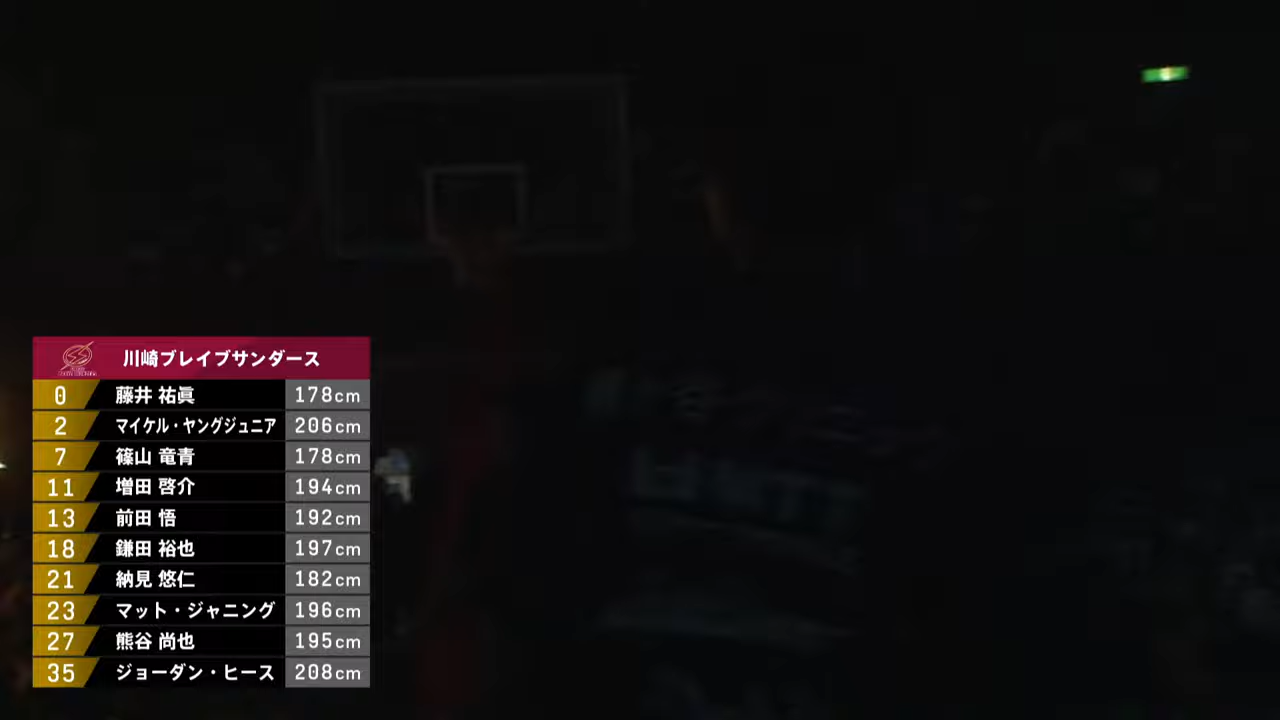 川崎ブレイブサンダース
0 藤井 祐眞 178cm
2 マイケル・ヤングジュニア 206cm
7 篠山 竜青 178cm
11 増田 啓介 194cm
13 前田 悟 192cm
18 鎌田 裕也 197cm
21 納見 悠仁 182cm
23 マット・ジャニング 196cm
27 熊谷 尚也 195cm
35 ジョーダン・ヒース 208cm